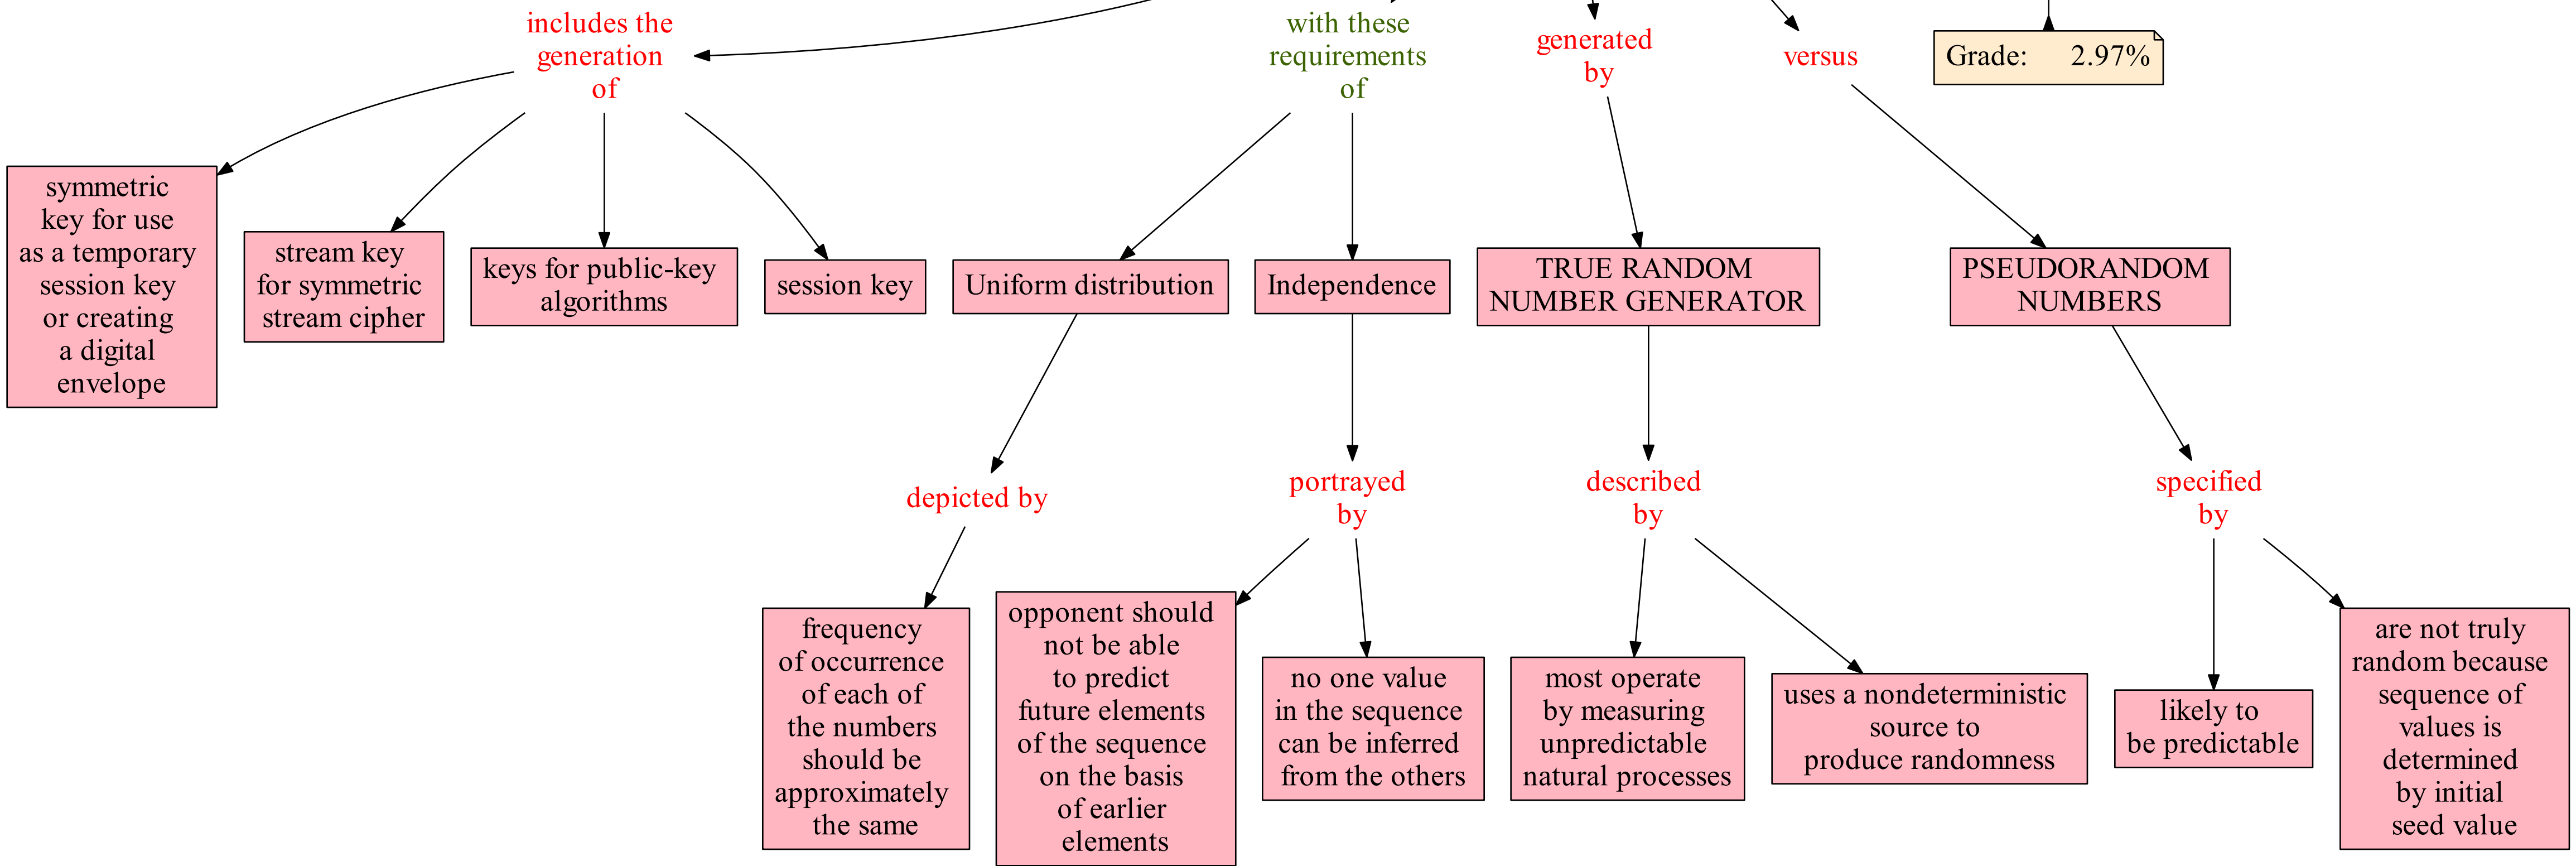 includes the
generation
of
with these
requirements
of
generated
by
versus
Grade: 2.97%
symmetric
key for use
as a temporary
session key
or creating
a digital
envelope
stream key
for symmetric
stream cipher
keys for public-key
algorithms
session key
Uniform distribution
Independence
TRUE RANDOM
NUMBER GENERATOR
PSEUDORANDOM
NUMBERS
depicted by
portrayed
by
described
by
specified
by
frequency
of occurrence
of each of
the numbers
should be
approximately
the same
opponent should
not be able
to predict
future elements
of the sequence
on the basis
of earlier
elements
no one value
in the sequence
can be inferred
from the others
most operate
by measuring
unpredictable
natural processes
uses a nondeterministic
source to
produce randomness
likely to
be predictable
are not truly
random because
sequence of
values is
determined
by initial
seed value